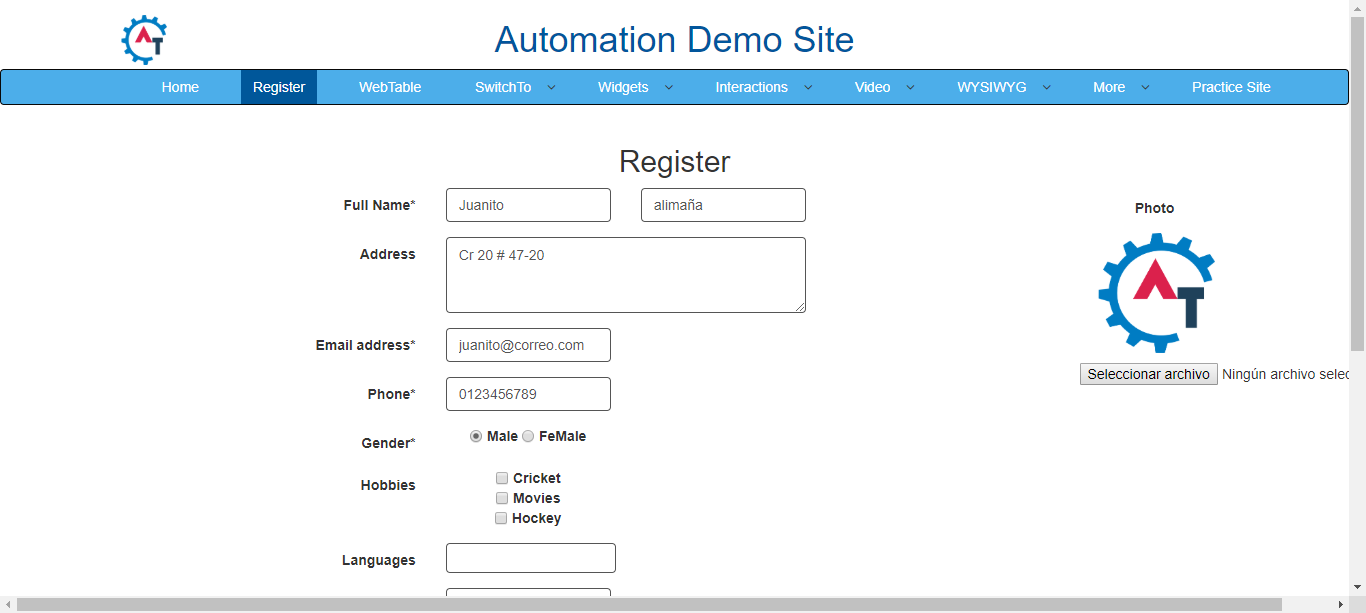 Automation Demo Site
Home Register WebTable SwitchTo Widgets Interactions Video WYSIWYG More Practice Site
Register
Full Name* Juanito alimaña
Photo
Address Cr 20 # 47-20
Email address* juanito@correo.com
Seleccionar archivo Ningún archivo selec
Phone* 0123456789
Gender* Male FeMale
Hobbies Cricket
Movies
Hockey
Languages